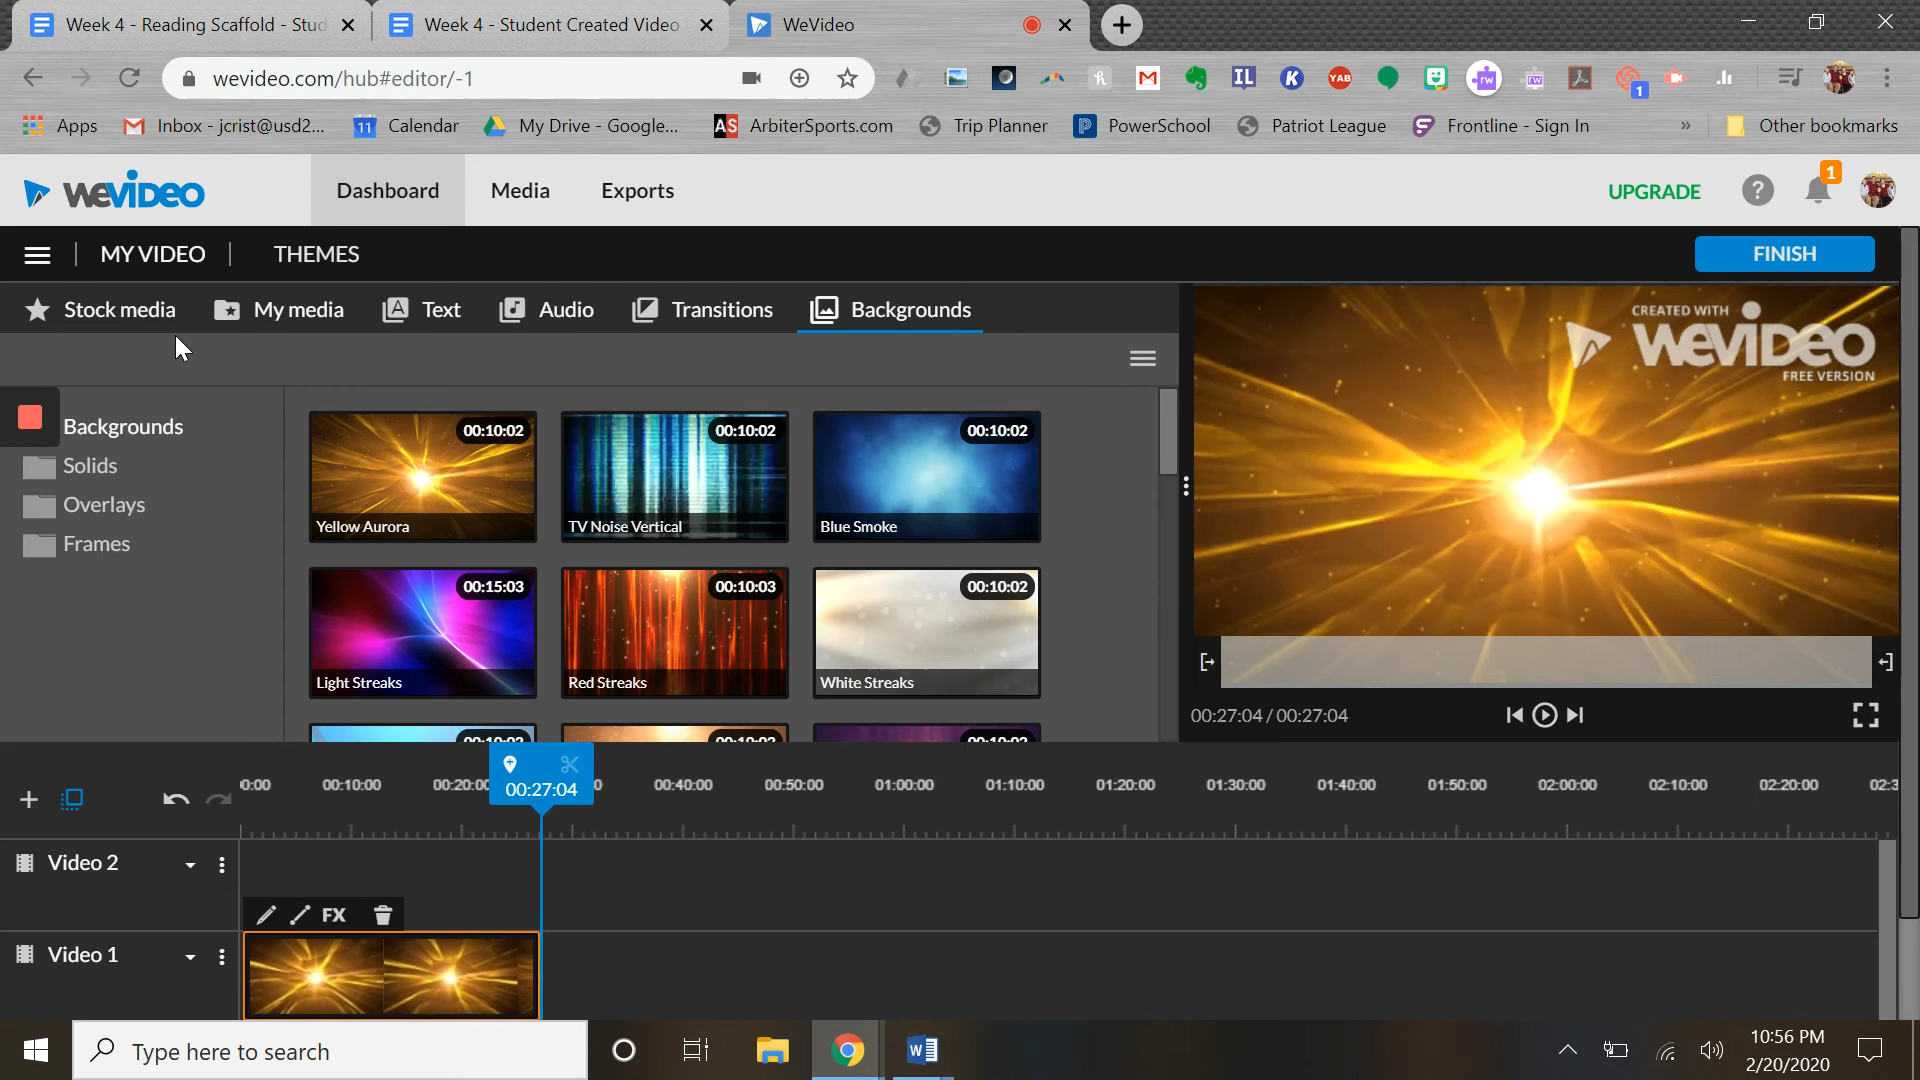 Week 4 - Reading Scaffold - Stud
Week 4 - Student Created Video
WeVideo
wevideo.com/hub#editor/-1
Apps
Inbox - jcrist@usd2...
Calendar
My Drive - Google...
AS ArbiterSports.com
Trip Planner
PowerSchool
Patriot League
Frontline - Sign In
»
Other bookmarks
WEVIDEO
Dashboard
Media
Exports
UPGRADE
1
MY VIDEO
THEMES
FINISH
Stock media
My media
Text
Audio
Transitions
Backgrounds
CREATED WITH
WEVIDEO
FREE VERSION
Backgrounds
Solids
Overlays
Frames
00:10:02
Yellow Aurora
00:10:02
TV Noise Vertical
00:10:02
Blue Smoke
00:15:03
Light Streaks
00:10:03
Red Streaks
00:10:02
White Streaks
00:27:04 / 00:27:04
00:10:00
00:27:04
00:40:00
00:50:00
01:00:00
01:10:00
01:20:00
01:30:00
01:40:00
01:50:00
02:00:00
02:10:00
02:20:00
Video 2
FX
Video 1
Type here to search
10:56 PM
2/20/2020